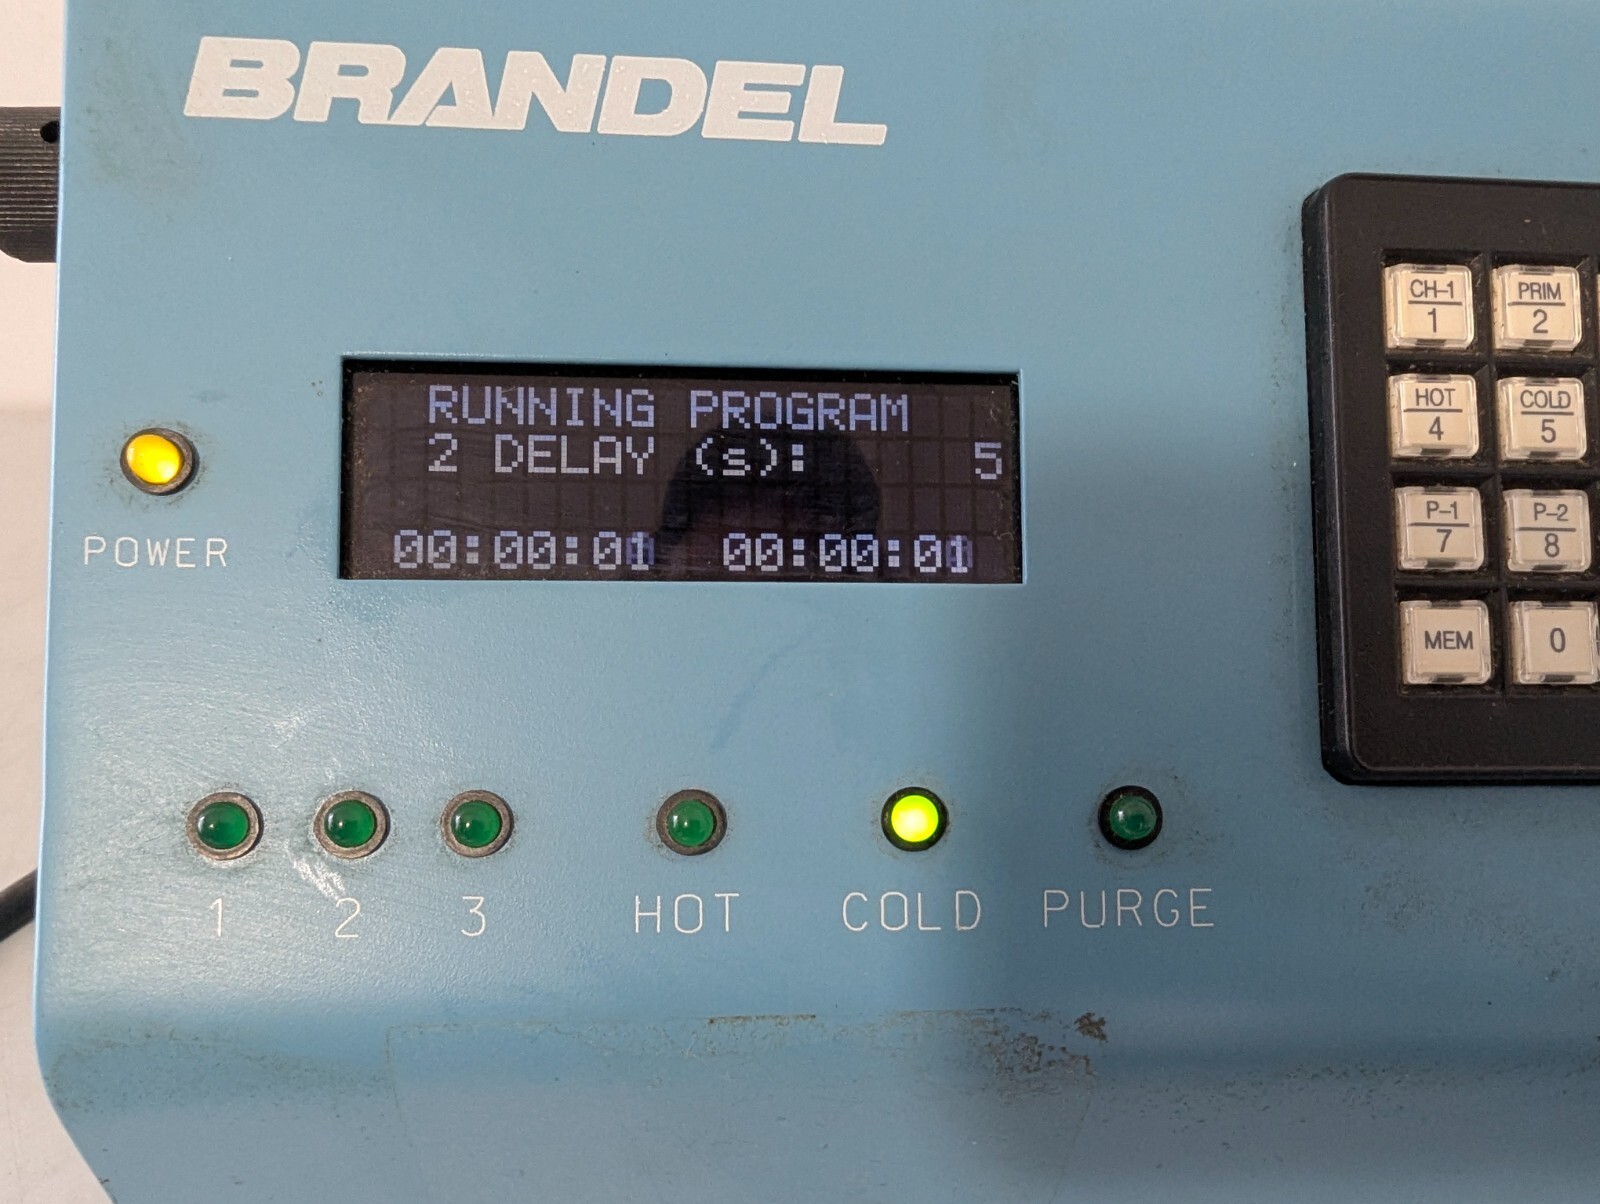 BRANDEL
RUNNING PROGRAM
2 DELAY (s): 5
00:00:01 00:00:01
POWER
1 2 3 HOT COLD PURGE
CH-1 PRIM
1 2
HOT COLD
4 5
P-1 P-2
7 8
MEM 0